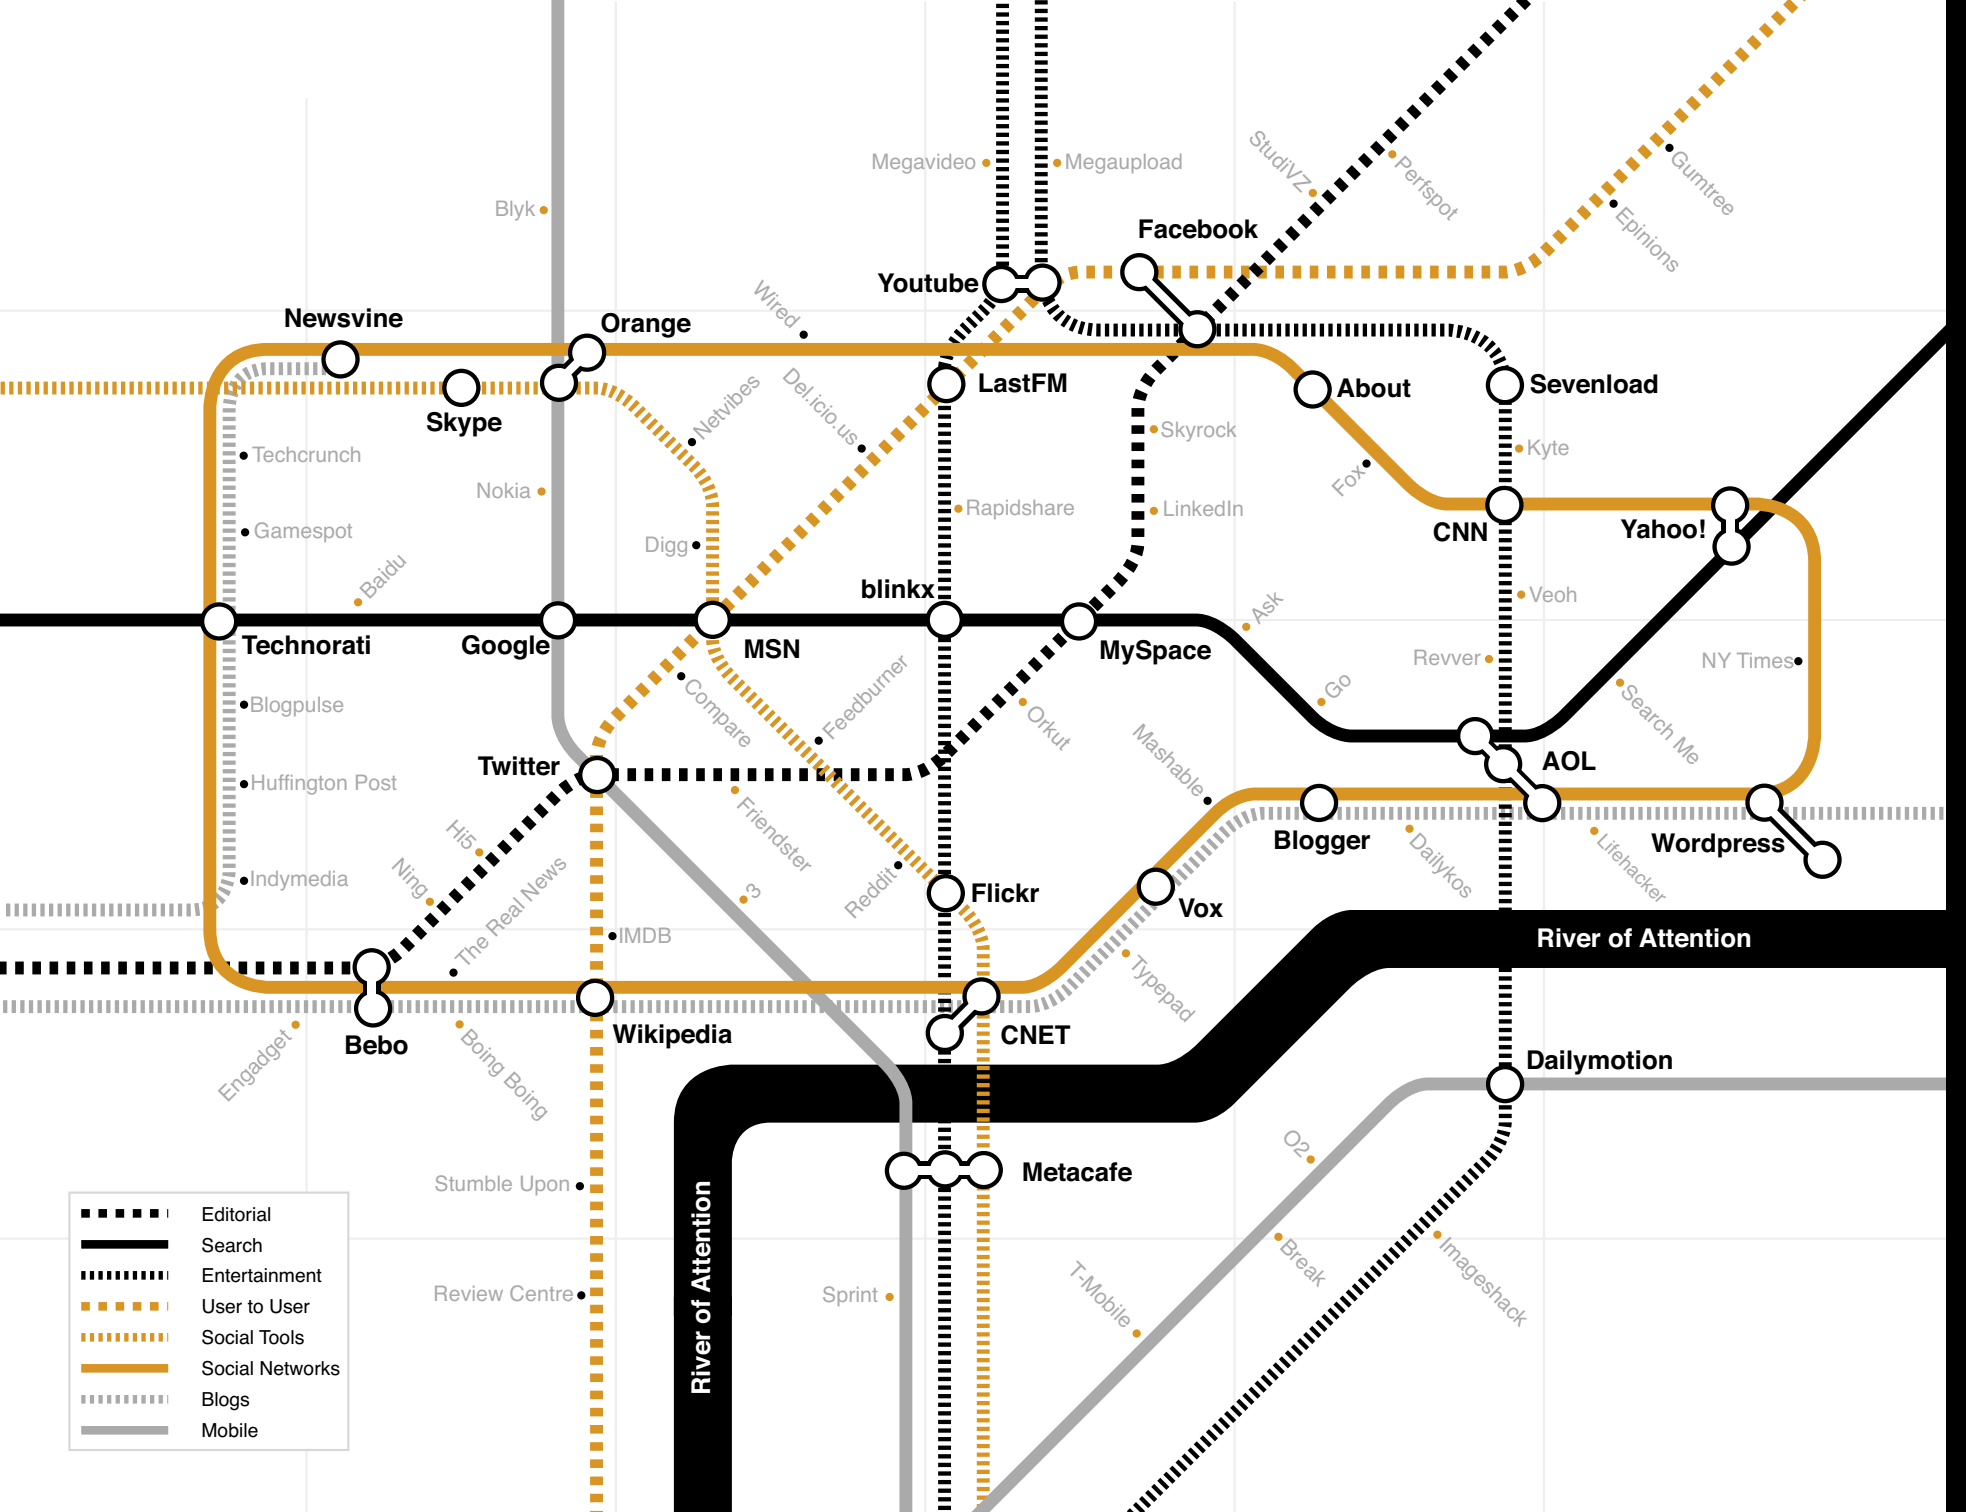 Megavideo
Megaupload
StudiVZ
Perfspot
Gumtree
Epinions
Blyk
Facebook
Youtube
Wired
Newsvine
Orange
Skype
Netvibes
Del.icio.us
LastFM
About
Sevenload
Techcrunch
Skyrock
Kyte
Nokia
Rapidshare
LinkedIn
Fox
CNN
Yahoo!
Gamespot
Digg
Baidu
blinkx
Ask
Veoh
Technorati
Google
MSN
MySpace
Revver
NY Times
Blogpulse
Compare
Feedburner
Orkut
Go
Search Me
Twitter
Mashable
AOL
Huffington Post
Hi5
Friendster
Blogger
Dailykos
Lifehacker
Wordpress
Indymedia
Ning
The Real News
3
Reddit
Flickr
Vox
IMDB
River of Attention
Typepad
Engadget
Bebo
Boing Boing
Wikipedia
CNET
Dailymotion
O2
Stumble Upon
Metacafe
River of Attention
Break
Imageshack
T-Mobile
Review Centre
Sprint
Editorial
Search
Entertainment
User to User
Social Tools
Social Networks
Blogs
Mobile